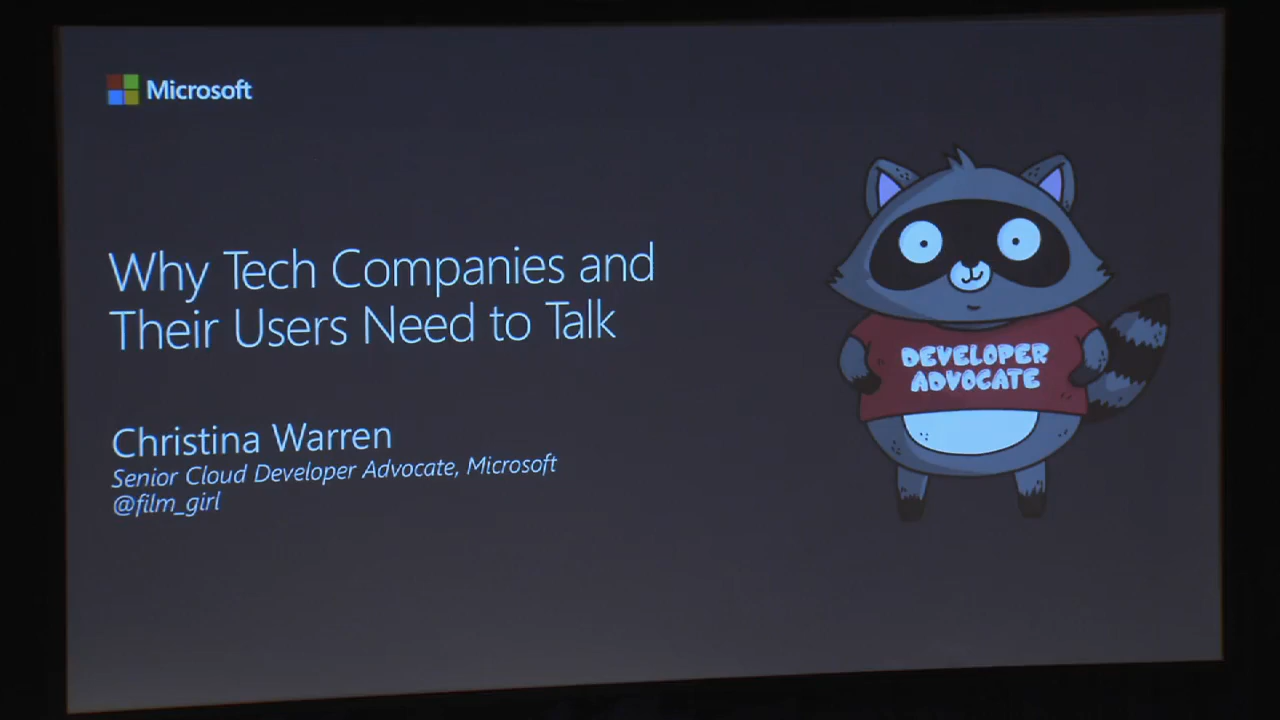 Microsoft
Why Tech Companies and
Their Users Need to Talk
Christina Warren
Senior Cloud Developer Advocate, Microsoft
@film_girl
DEVELOPER
ADVOCATE